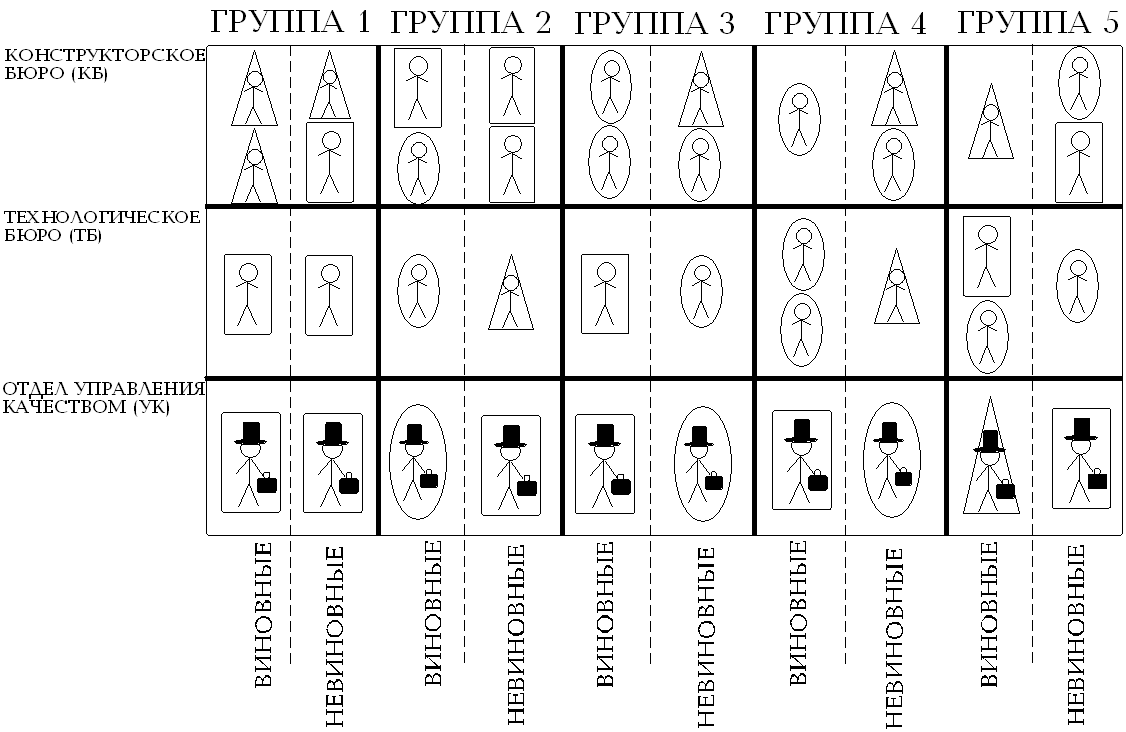 ГРУППА 1 ГРУППА 2 ГРУППА 3 ГРУППА 4 ГРУППА 5
КОНСТРУКТОРСКОЕ
БЮРО (КБ)
ТЕХНОЛОГИЧЕСКОЕ
БЮРО (ТБ)
ОТДЕЛ УПРАВЛЕНИЯ
КАЧЕСТВОМ (УК)
ВИНОВНЫЕ
НЕВИНОВНЫЕ
ВИНОВНЫЕ
НЕВИНОВНЫЕ
ВИНОВНЫЕ
НЕВИНОВНЫЕ
ВИНОВНЫЕ
НЕВИНОВНЫЕ
ВИНОВНЫЕ
НЕВИНОВНЫЕ